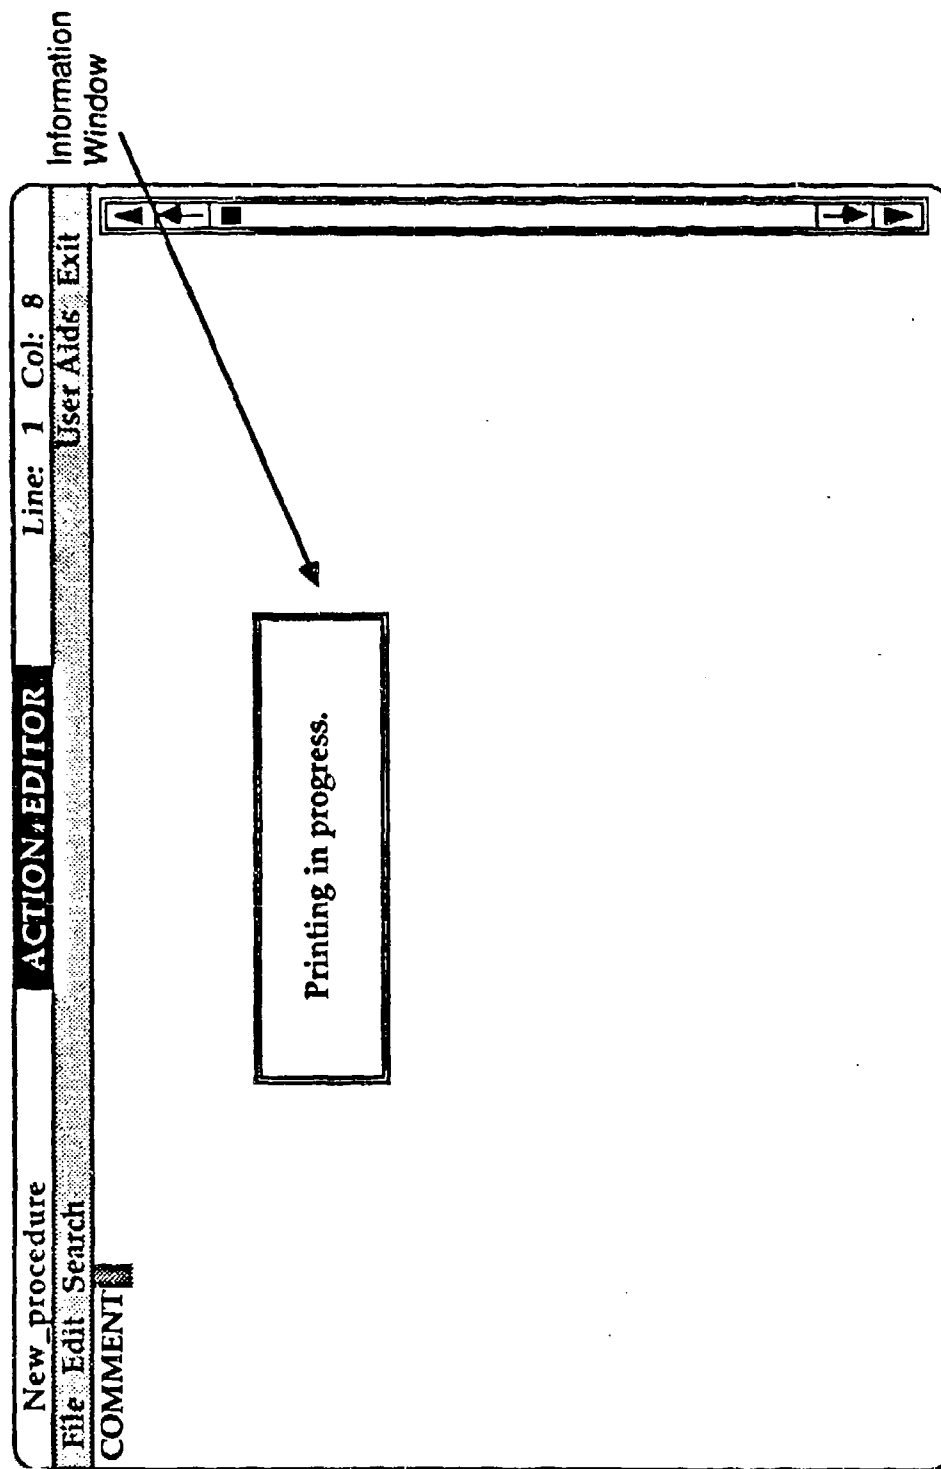 New_procedure ACTION EDITOR Line: 1 Col: 8
File Edit Search User Aids Exit
COMMENT
Printing in progress.
Information
Window